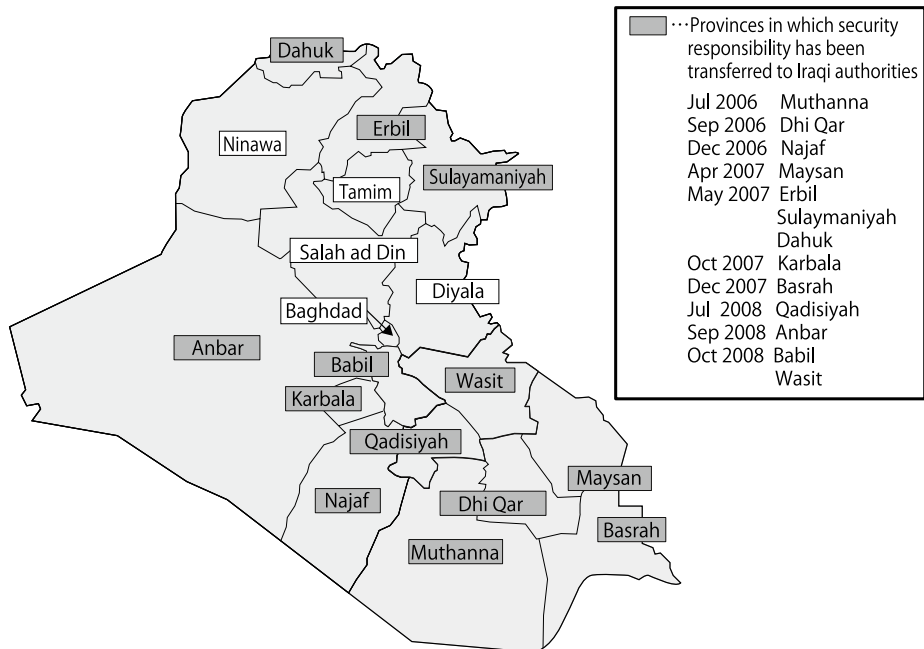 Dahuk
Ninawa
Erbil
Tamim
Sulayamaniyah
Salah ad Din
Diyala
Baghdad
Anbar
Babil
Wasit
Karbala
Qadisiyah
Najaf
Dhi Qar
Maysan
Basrah
Muthanna
…Provinces in which security
responsibility has been
transferred to Iraqi authorities
Jul 2006 Muthanna
Sep 2006 Dhi Qar
Dec 2006 Najaf
Apr 2007 Maysan
May 2007 Erbil
Sulaymaniyah
Dahuk
Oct 2007 Karbala
Dec 2007 Basrah
Jul 2008 Qadisiyah
Sep 2008 Anbar
Oct 2008 Babil
Wasit